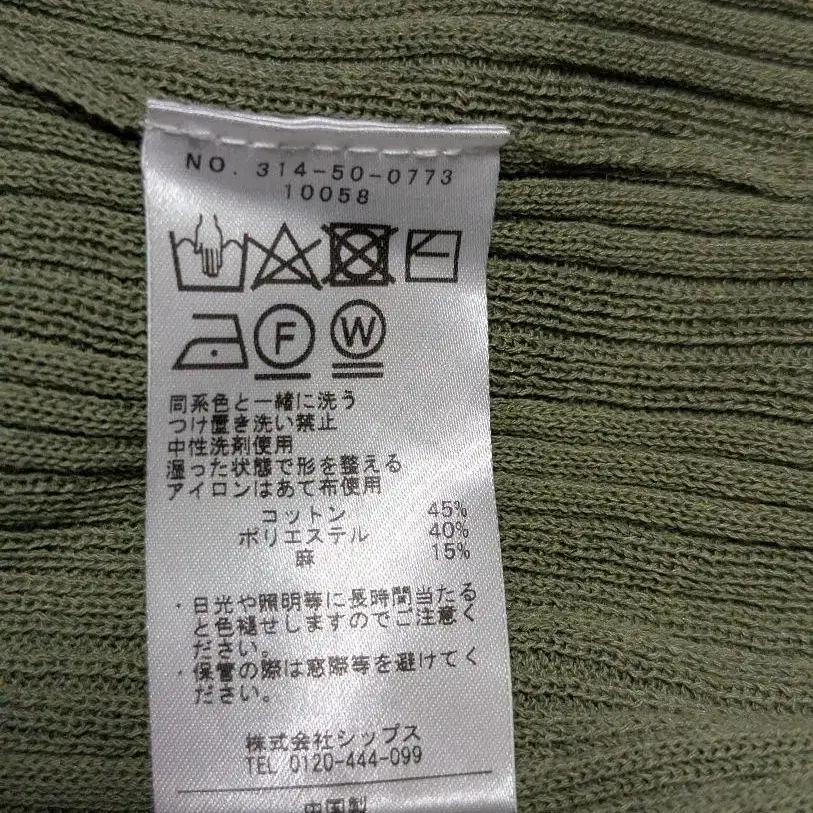 NO. 314-50-0773
10058
F
W
同系色と一緒に洗う
つけ置き洗い禁止
中性洗剤使用
湿った状態で形を整える
アイロンはあて布使用
コットン 45%
ポリエステル 40%
麻 15%
・日光や照明等に長時間当たる
と色褪せしますのでご注意く
ださい。
・保管の際は窓際等を避けてく
ださい。
株式会社シップス
TEL 0120-444-099
中国製